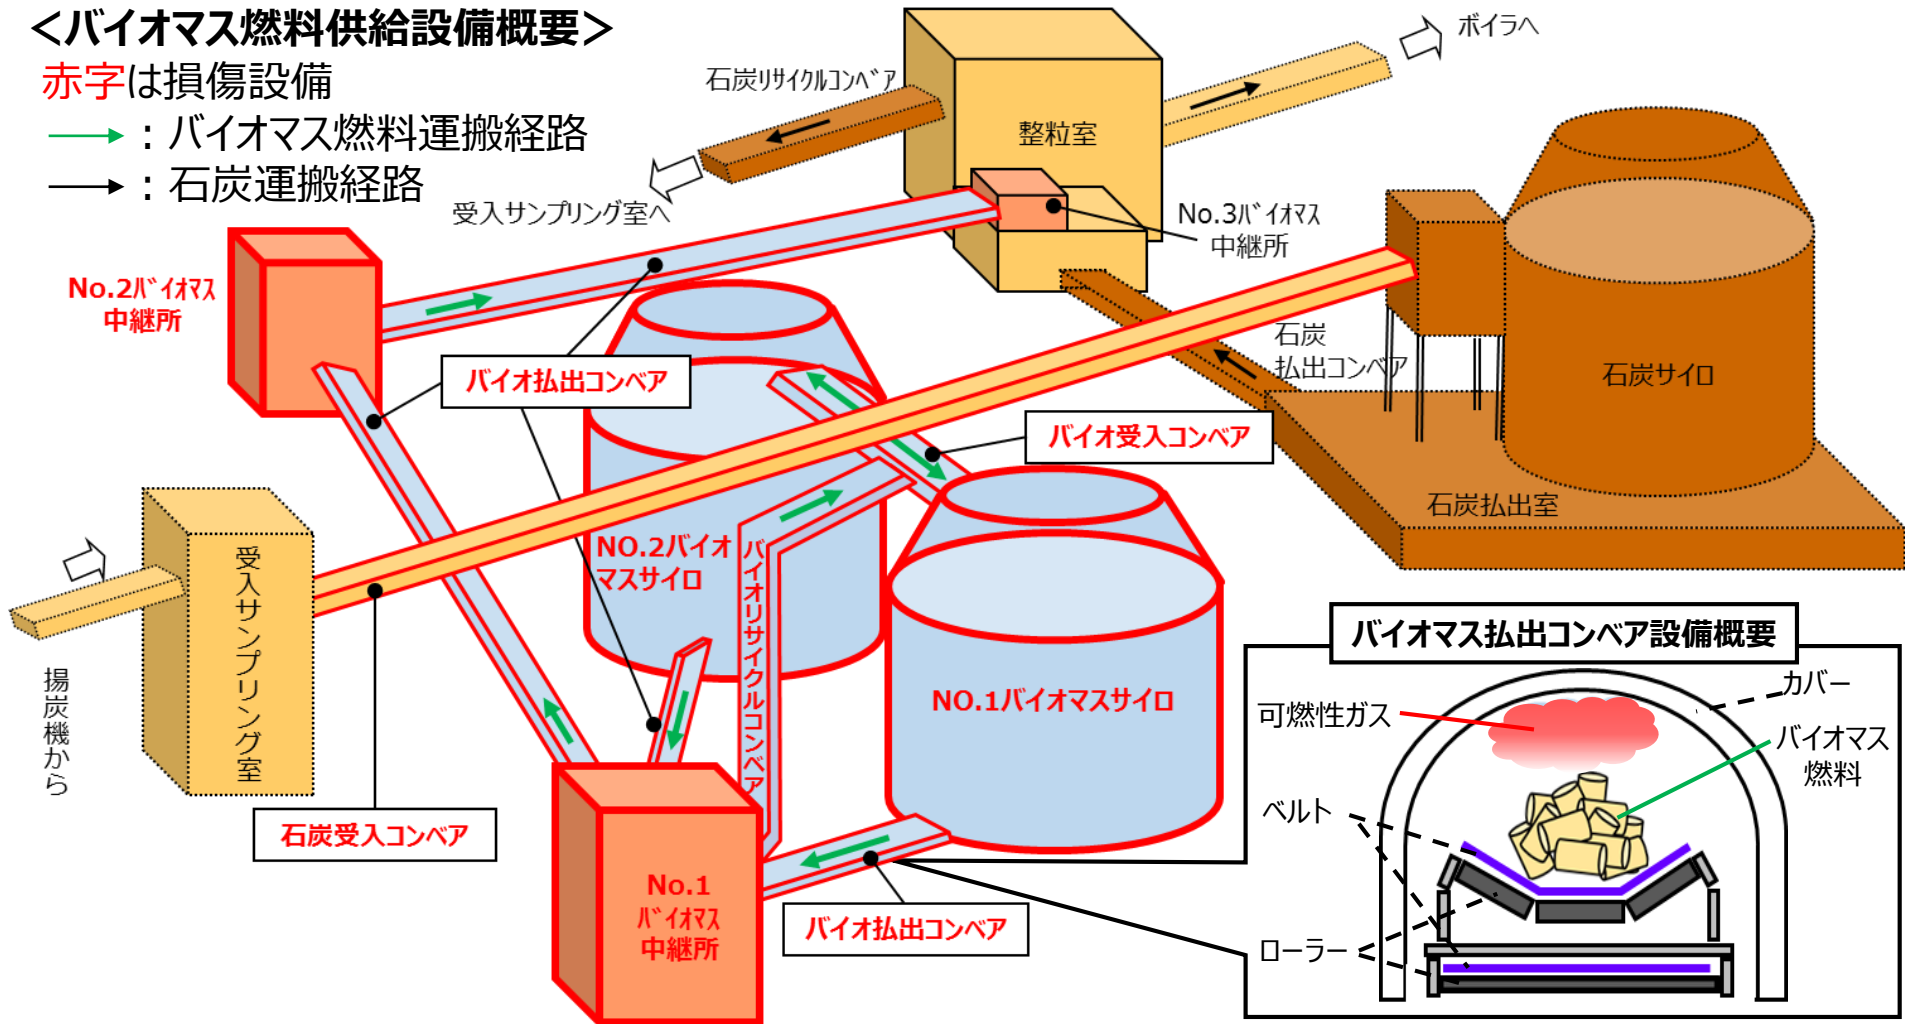 <バイオマス燃料供給設備概要>
赤字は損傷設備
：バイオマス燃料運搬経路
：石炭運搬経路
石炭ﾘｻｲｸﾙｺﾝﾍﾞｱ
ボイラへ
整粒室
受入サンプリング室へ
No.3ﾊﾞｲｵﾏｽ
中継所
No.2ﾊﾞｲｵﾏｽ
中継所
バイオ払出コンベア
石炭
払出コンベア
石炭サイロ
バイオ受入コンベア
石炭払出室
受入サンプリング室
NO.2バイオ
マスサイロ
バイオリサイクルコンベア
NO.1バイオマスサイロ
揚炭機から
石炭受入コンベア
No.1
ﾊﾞｲｵﾏｽ
中継所
バイオ払出コンベア
バイオマス払出コンベア設備概要
カバー
可燃性ガス
バイオマス
燃料
ベルト
ローラー